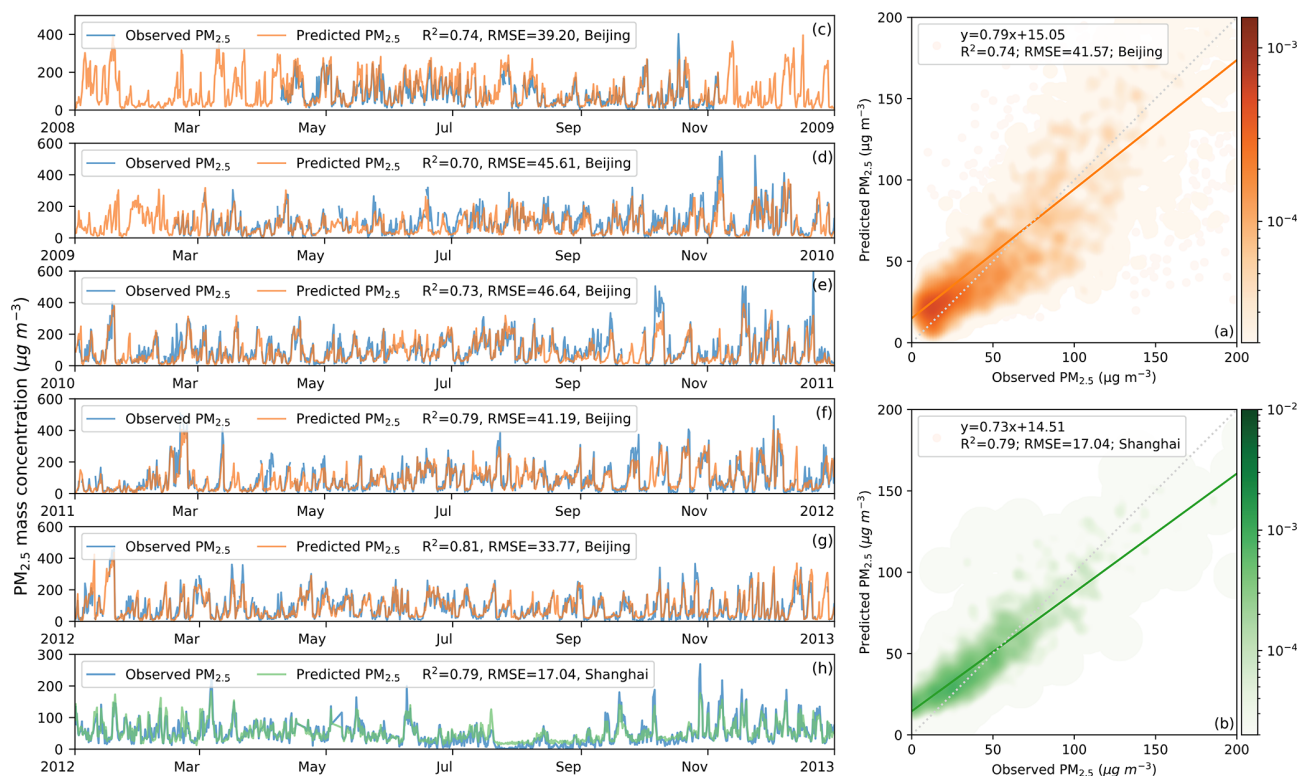 PM2.5 mass concentration (μg m⁻³)
Observed PM2.5 Predicted PM2.5 R²=0.74, RMSE=39.20, Beijing
(c)
400
200
0
2008 Mar May Jul Sep Nov 2009
Observed PM2.5 Predicted PM2.5 R²=0.70, RMSE=45.61, Beijing
(d)
600
400
200
0
2009 Mar May Jul Sep Nov 2010
Observed PM2.5 Predicted PM2.5 R²=0.73, RMSE=46.64, Beijing
(e)
600
400
200
0
2010 Mar May Jul Sep Nov 2011
Observed PM2.5 Predicted PM2.5 R²=0.79, RMSE=41.19, Beijing
(f)
600
400
200
0
2011 Mar May Jul Sep Nov 2012
Observed PM2.5 Predicted PM2.5 R²=0.81, RMSE=33.77, Beijing
(g)
600
400
200
0
2012 Mar May Jul Sep Nov 2013
Observed PM2.5 Predicted PM2.5 R²=0.79, RMSE=17.04, Shanghai
(h)
300
200
100
0
2012 Mar May Jul Sep Nov 2013
y=0.79x+15.05
R²=0.74; RMSE=41.57; Beijing
200
150
100
50
0
Predicted PM2.5 (μg m⁻³)
(a)
0 50 100 150 200
Observed PM2.5 (μg m⁻³)
10⁻³
10⁻⁴
y=0.73x+14.51
R²=0.79; RMSE=17.04; Shanghai
200
150
100
50
0
Predicted PM2.5 (μg m⁻³)
(b)
0 50 100 150 200
Observed PM2.5 (μg m⁻³)
10⁻²
10⁻³
10⁻⁴